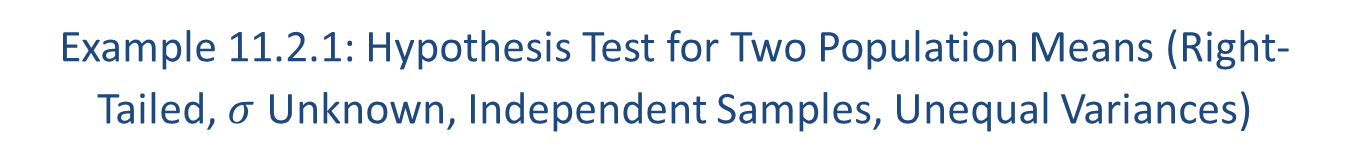 Example 11.2.1: Hypothesis Test for Two Population Means (Right-
Tailed, 𝜎 Unknown, Independent Samples, Unequal Variances)